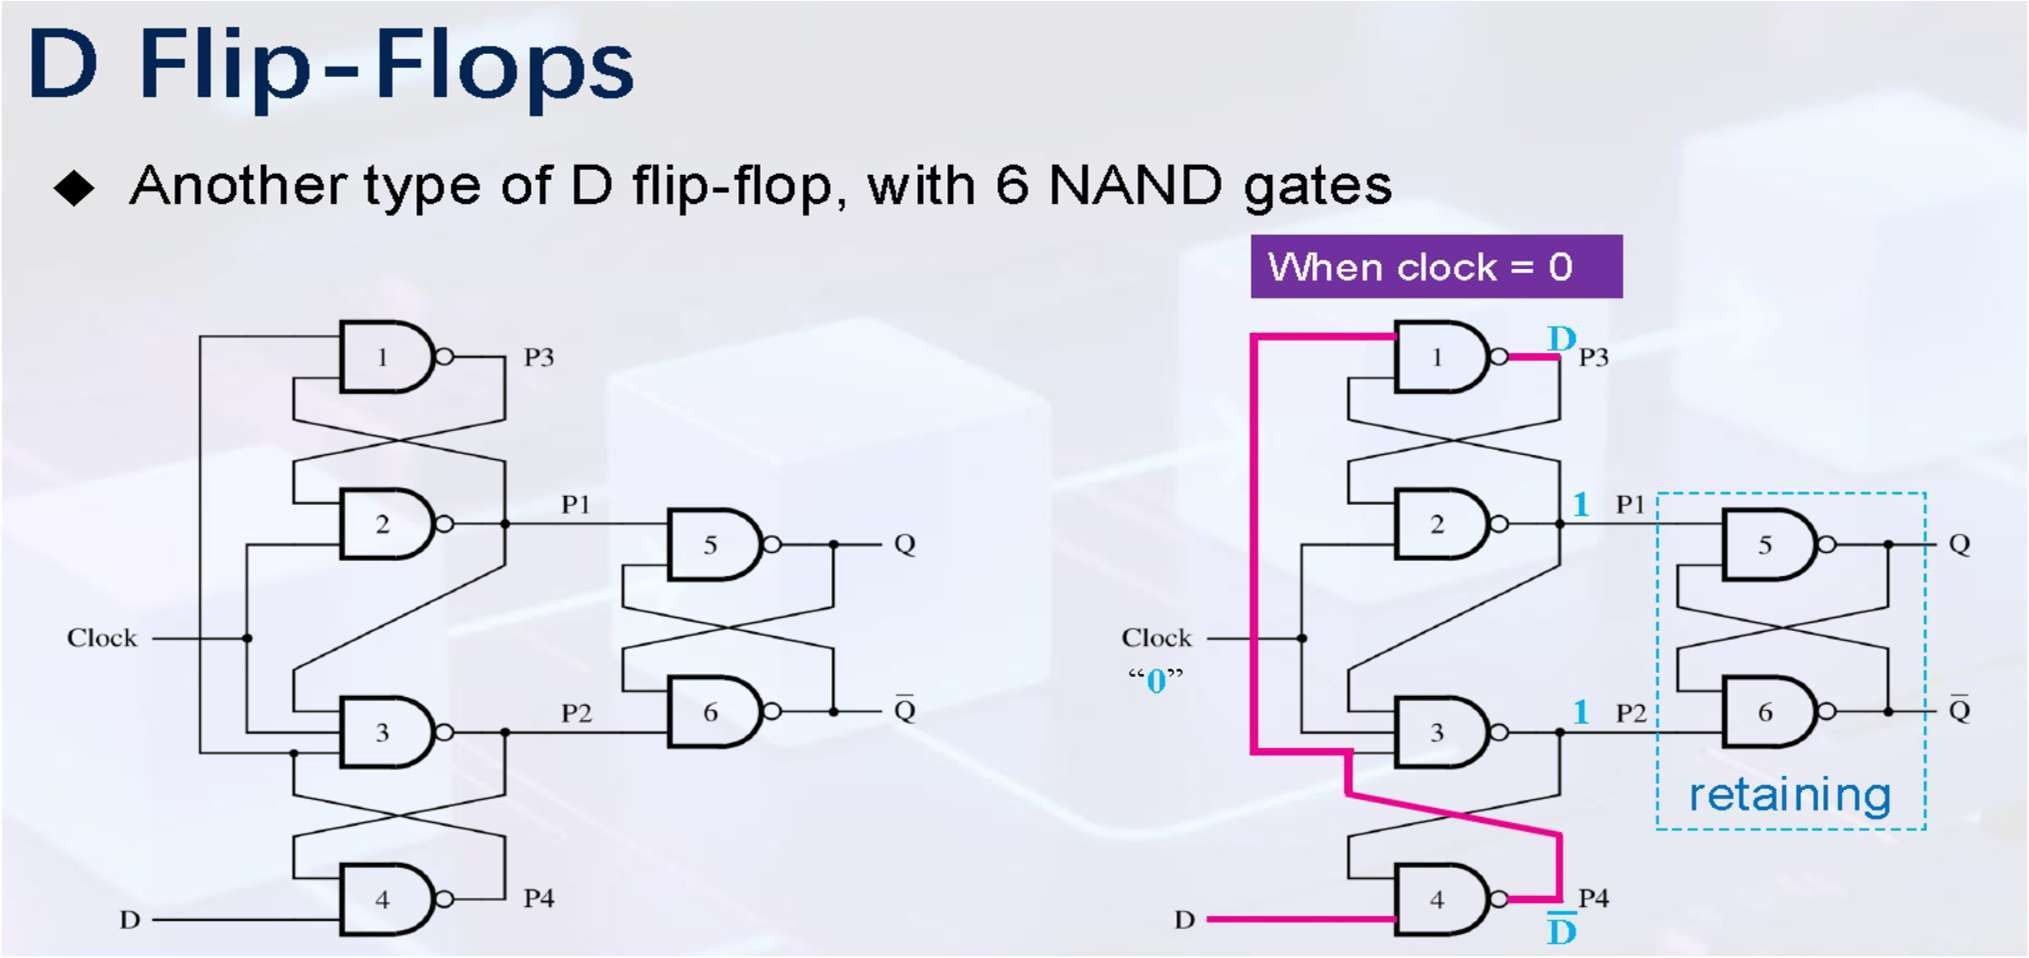 D Flip-Flops
◆ Another type of D flip-flop, with 6 NAND gates
When clock = 0
1
P3
2
P1
5
Q
Clock
3
P2
6
Q̅
4
P4
D
1
D
P3
2
1
P1
5
Q
Clock
“0”
3
1
P2
6
Q̅
retaining
4
P4
D
D̅